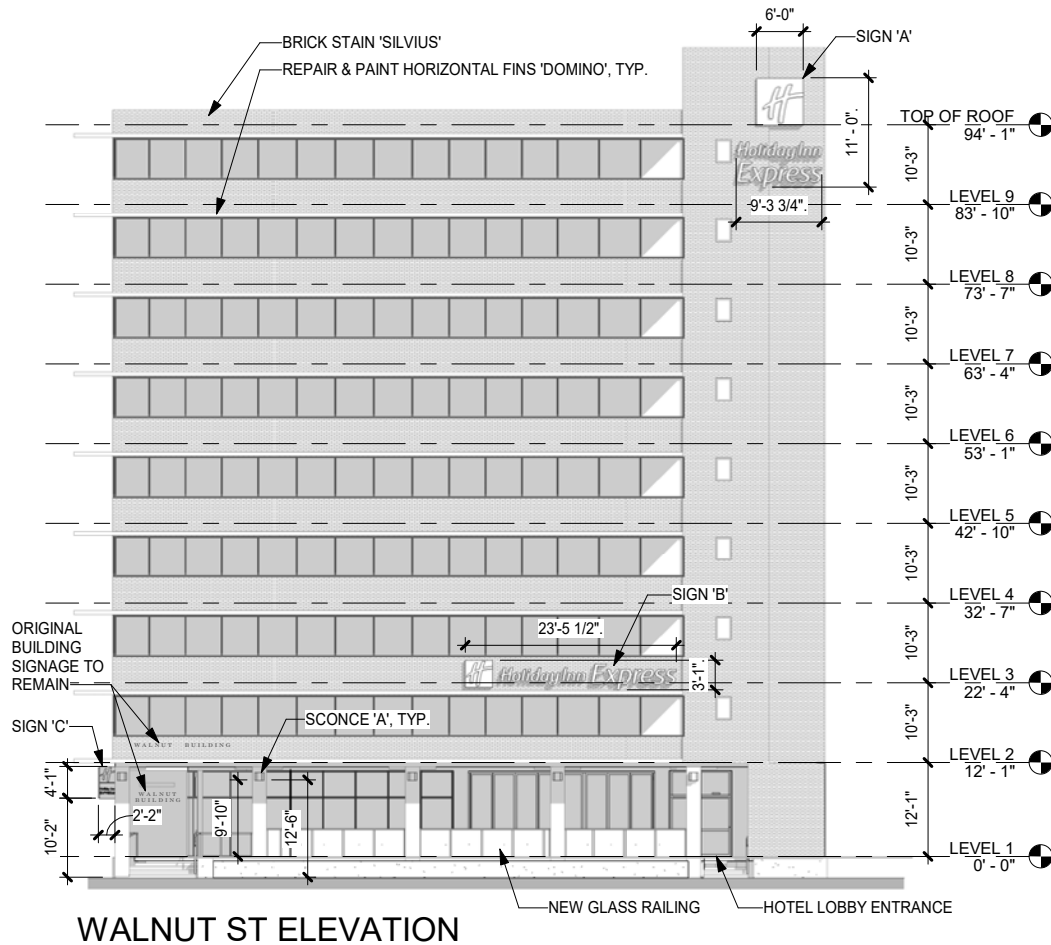 6'-0"
BRICK STAIN 'SILVIUS'
SIGN 'A'
REPAIR & PAINT HORIZONTAL FINS 'DOMINO', TYP.
H
11' - 0".
TOP OF ROOF
94' - 1"
Holiday Inn
Express
10'-3"
9'-3 3/4".
LEVEL 9
83' - 10"
10'-3"
LEVEL 8
73' - 7"
10'-3"
LEVEL 7
63' - 4"
10'-3"
LEVEL 6
53' - 1"
10'-3"
LEVEL 5
42' - 10"
10'-3"
LEVEL 4
32' - 7"
SIGN 'B'
23'-5 1/2".
10'-3"
ORIGINAL
BUILDING
SIGNAGE TO
REMAIN
H Holiday Inn Express
3'-1"
LEVEL 3
22' - 4"
10'-3"
SIGN 'C'
SCONCE 'A', TYP.
WALNUT BUILDING
LEVEL 2
12' - 1"
4'-1"
WALNUT
BUILDING
2'-2"
10'-2"
9'-10"
12'-6"
12'-1"
LEVEL 1
0' - 0"
NEW GLASS RAILING
HOTEL LOBBY ENTRANCE
WALNUT ST ELEVATION